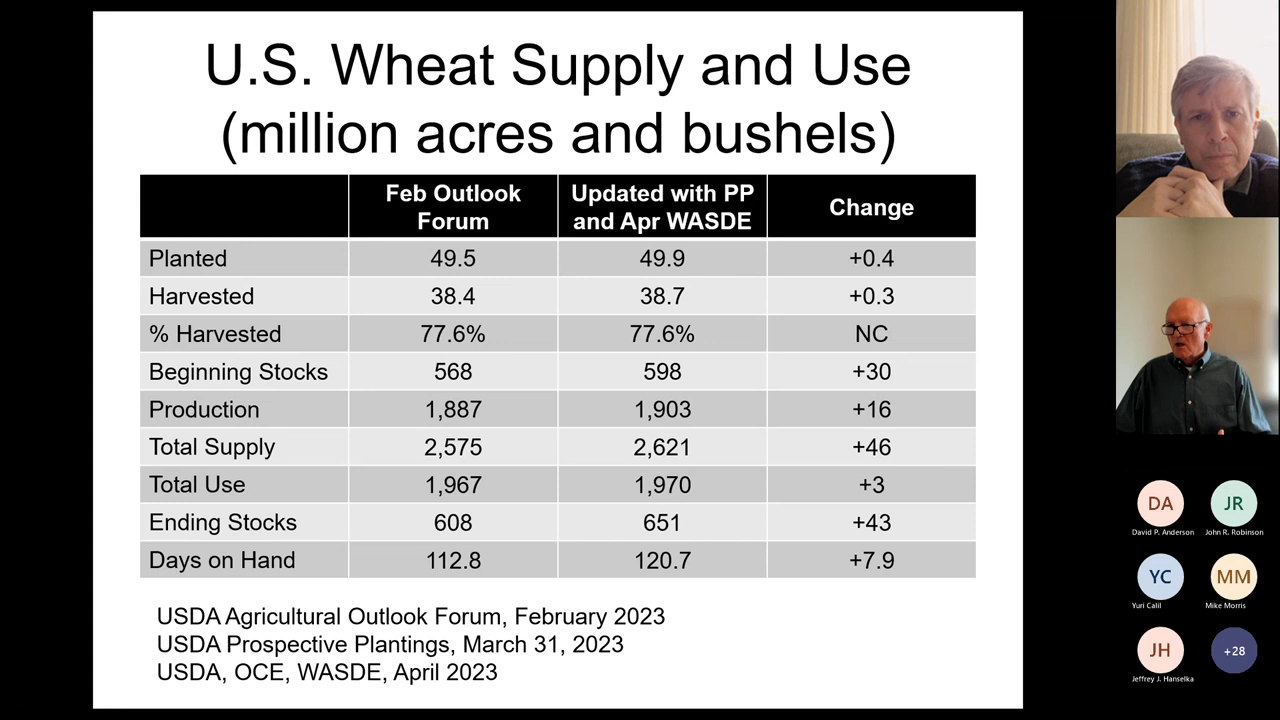 U.S. Wheat Supply and Use
(million acres and bushels)
Feb Outlook Forum Updated with PP and Apr WASDE Change
Planted 49.5 49.9 +0.4
Harvested 38.4 38.7 +0.3
% Harvested 77.6% 77.6% NC
Beginning Stocks 568 598 +30
Production 1,887 1,903 +16
Total Supply 2,575 2,621 +46
Total Use 1,967 1,970 +3
Ending Stocks 608 651 +43
Days on Hand 112.8 120.7 +7.9
USDA Agricultural Outlook Forum, February 2023
USDA Prospective Plantings, March 31, 2023
USDA, OCE, WASDE, April 2023
DA JR
David P. Anderson John R. Robinson
YC MM
Yuri Calil Mike Morris
JH +28
Jeffrey J. Hanselka